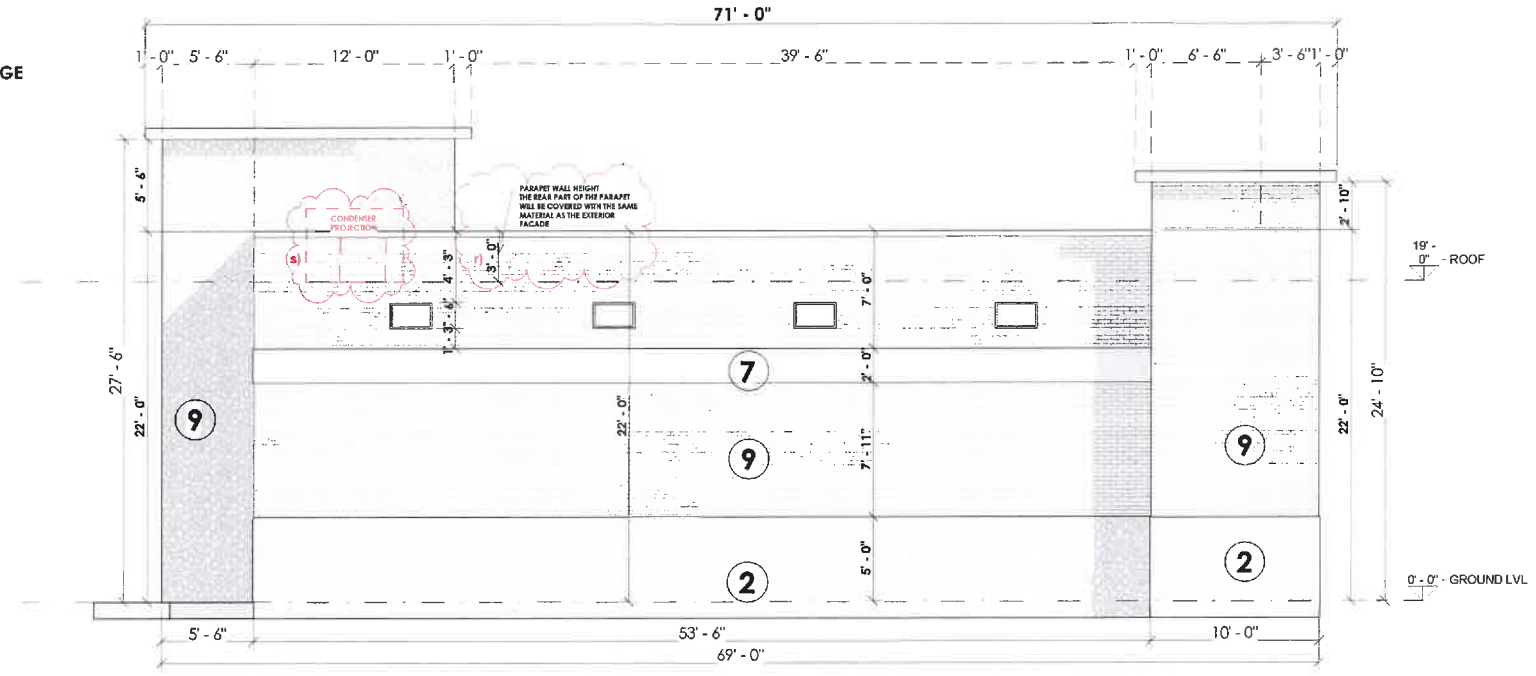 71' - 0"
1' - 0" 5' - 6" 12' - 0" 1' - 0" 39' - 6" 1' - 0" 6' - 6" 3' - 6" 1' - 0"
GE
5' - 6"
PARAPET WALL HEIGHT
THE REAR PART OF THE PARAPET
WILL BE COVERED WITH THE SAME
MATERIAL AS THE EXTERIOR
FACADE
CONDENSER
PROJECTION
2' - 10"
s)
r)
3' - 0"
4' - 3"
7' - 0"
19' -
0" - ROOF
6"
1' - 3"
27' - 6"
22' - 0"
9
7
2' - 0"
22' - 0"
9
7' - 11"
9
22' - 0"
24' - 10"
2
5' - 0"
2
0' - 0" - GROUND LVL
5' - 6" 53' - 6" 10' - 0"
69' - 0"